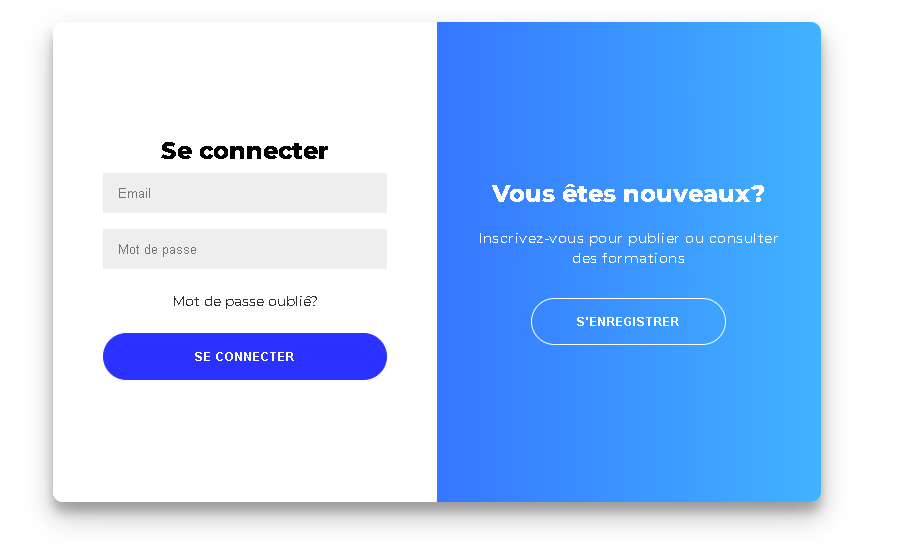 Se connecter
Email
Mot de passe
Mot de passe oublié?
SE CONNECTER
Vous êtes nouveaux?
Inscrivez-vous pour publier ou consulter
des formations
S'ENREGISTRER